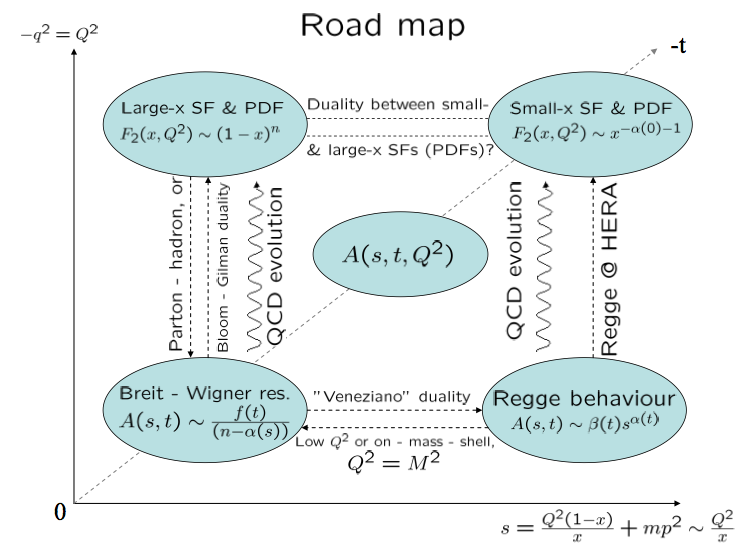 Road map
−q² = Q²
-t
Large-x SF & PDF
F₂(x, Q²) ∼ (1 − x)ⁿ
Duality between small-
& large-x SFs (PDFs)?
Small-x SF & PDF
F₂(x, Q²) ∼ x^{−α(0)−1}
Parton - hadron, or
Bloom - Gilman duality
QCD evolution
A(s, t, Q²)
QCD evolution
Regge @ HERA
Breit - Wigner res.
A(s, t) ∼ f(t)/(n−α(s))
"Veneziano" duality
Low Q² or on - mass - shell,
Q² = M²
Regge behaviour
A(s, t) ∼ β(t)s^{α(t)}
0
s = Q²(1−x)/x + mp² ∼ Q²/x